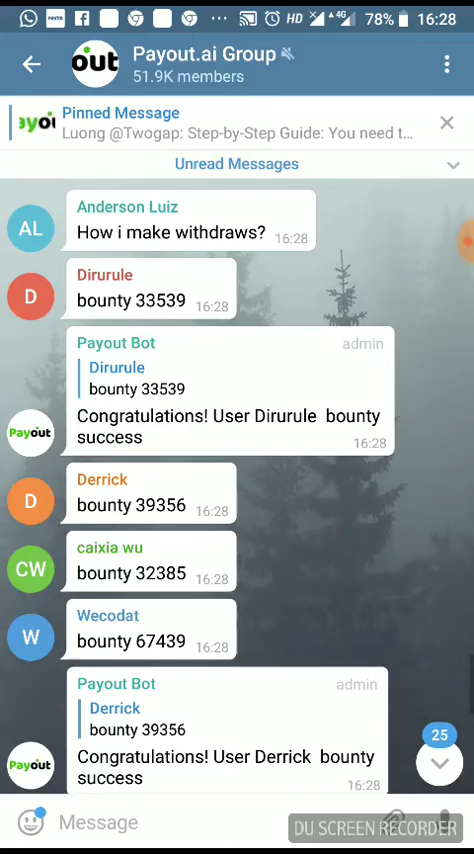 HD 4G 78% 16:28
Payout.ai Group
out
51.9K members
Pinned Message
ayou
Luong @Twogap: Step-by-Step Guide: You need t...
Unread Messages
Anderson Luiz
AL
How i make withdraws? 16:28
Dirurule
D
bounty 33539 16:28
Payout Bot admin
Dirurule
bounty 33539
Congratulations! User Dirurule bounty
Payout
success
16:28
Derrick
D
bounty 39356 16:28
caixia wu
CW
bounty 32385 16:28
Wecodat
W
bounty 67439 16:28
Payout Bot admin
Derrick
bounty 39356
25
Congratulations! User Derrick bounty
Payout
success
16:28
Message
DU SCREEN RECORDER